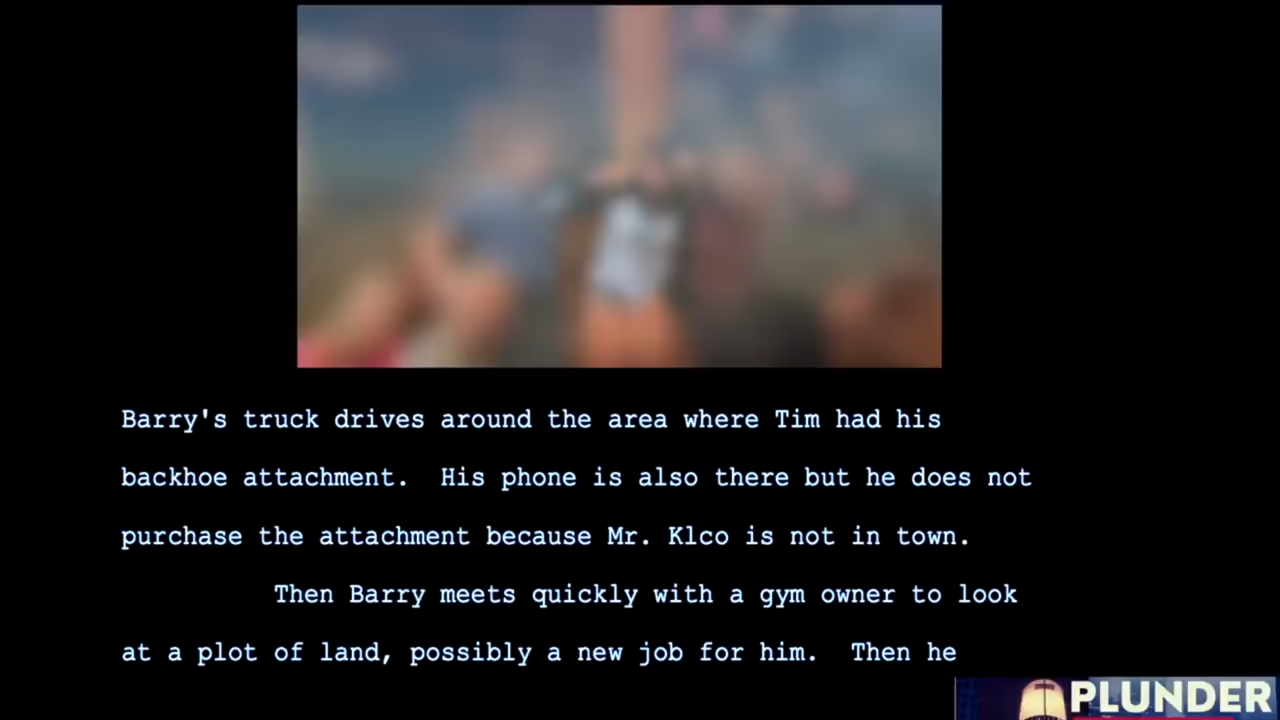 Barry's truck drives around the area where Tim had his
backhoe attachment.  His phone is also there but he does not
purchase the attachment because Mr. Klco is not in town.
Then Barry meets quickly with a gym owner to look
at a plot of land, possibly a new job for him.  Then he
PLUNDER